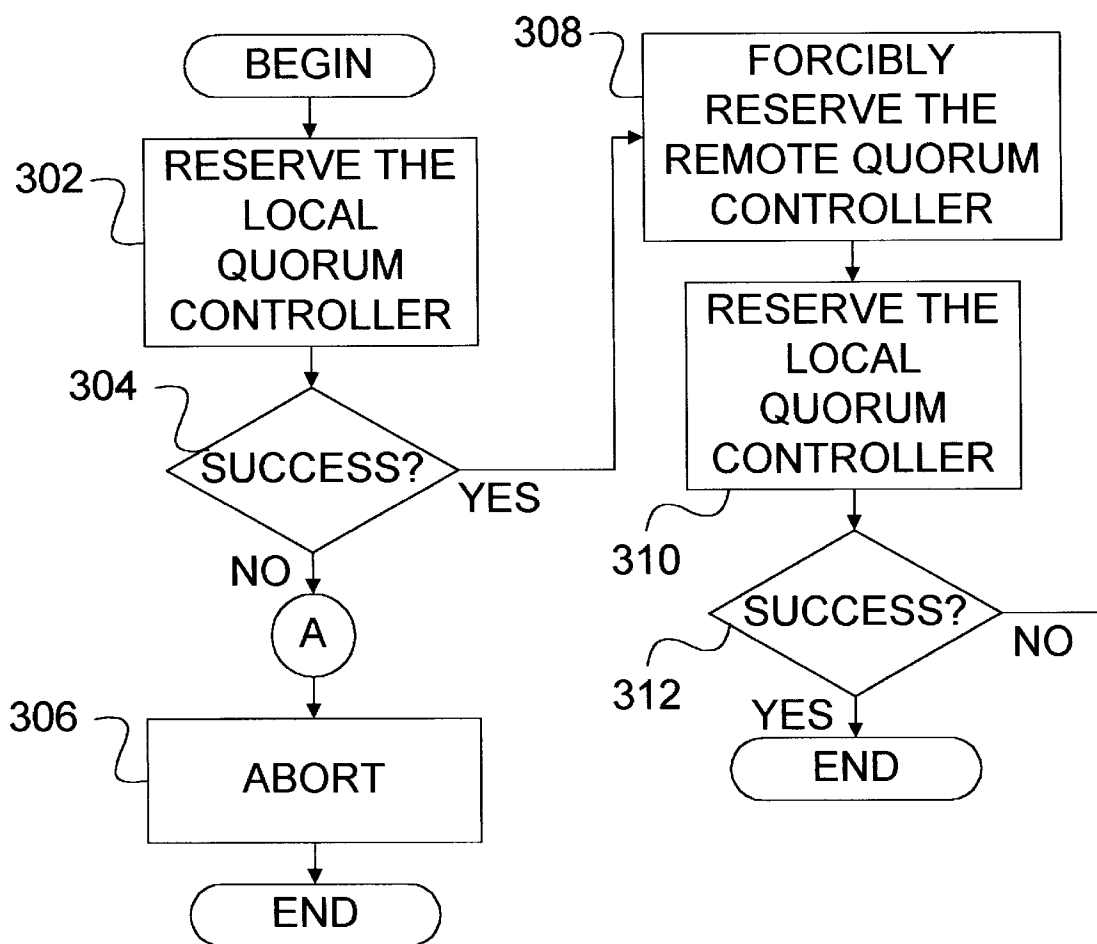 BEGIN
302
RESERVE THE
LOCAL
QUORUM
CONTROLLER
304
SUCCESS?
YES
NO
A
306
ABORT
END
308
FORCIBLY
RESERVE THE
REMOTE QUORUM
CONTROLLER
RESERVE THE
LOCAL
QUORUM
CONTROLLER
310
SUCCESS?
NO
312
YES
END